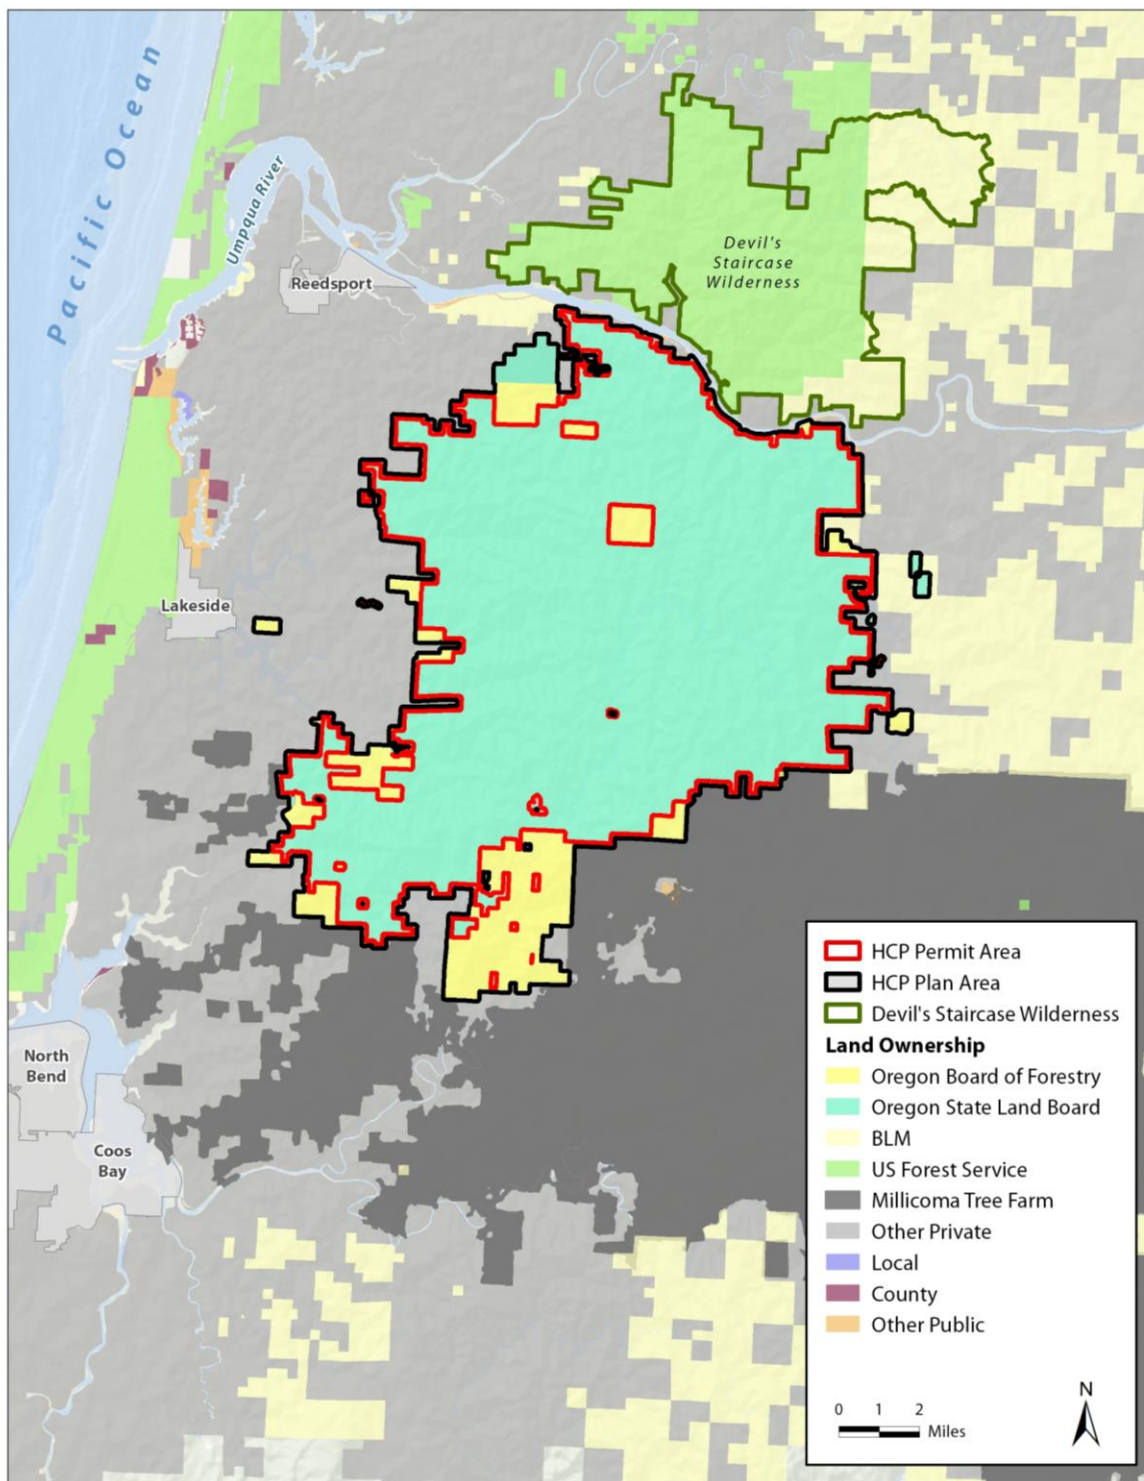 Pacific Ocean
Umpqua River
Reedsport
Devil's
Staircase
Wilderness
Lakeside
North
Bend
Coos
Bay
HCP Permit Area
HCP Plan Area
Devil's Staircase Wilderness
Land Ownership
Oregon Board of Forestry
Oregon State Land Board
BLM
US Forest Service
Millicoma Tree Farm
Other Private
Local
County
Other Public
N
0 1 2
Miles